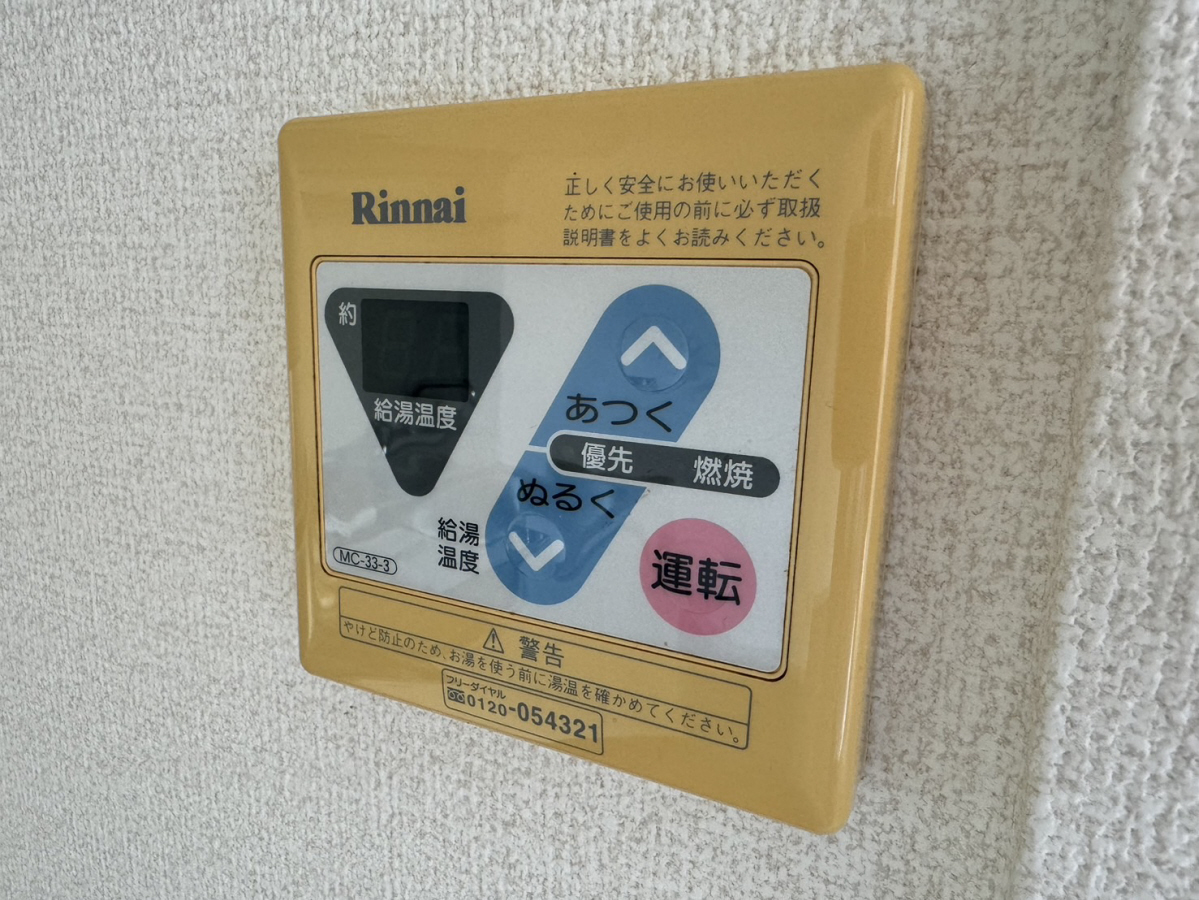 Rinnai
正しく安全にお使いいただく
ためにご使用の前に必ず取扱
説明書をよくお読みください。
約
給湯温度
あつく
優先 燃焼
ぬるく
給湯
温度
運転
MC-33-3
⚠ 警告
やけど防止のため、お湯を使う前に湯温を確かめてください。
フリーダイヤル
0120-054321